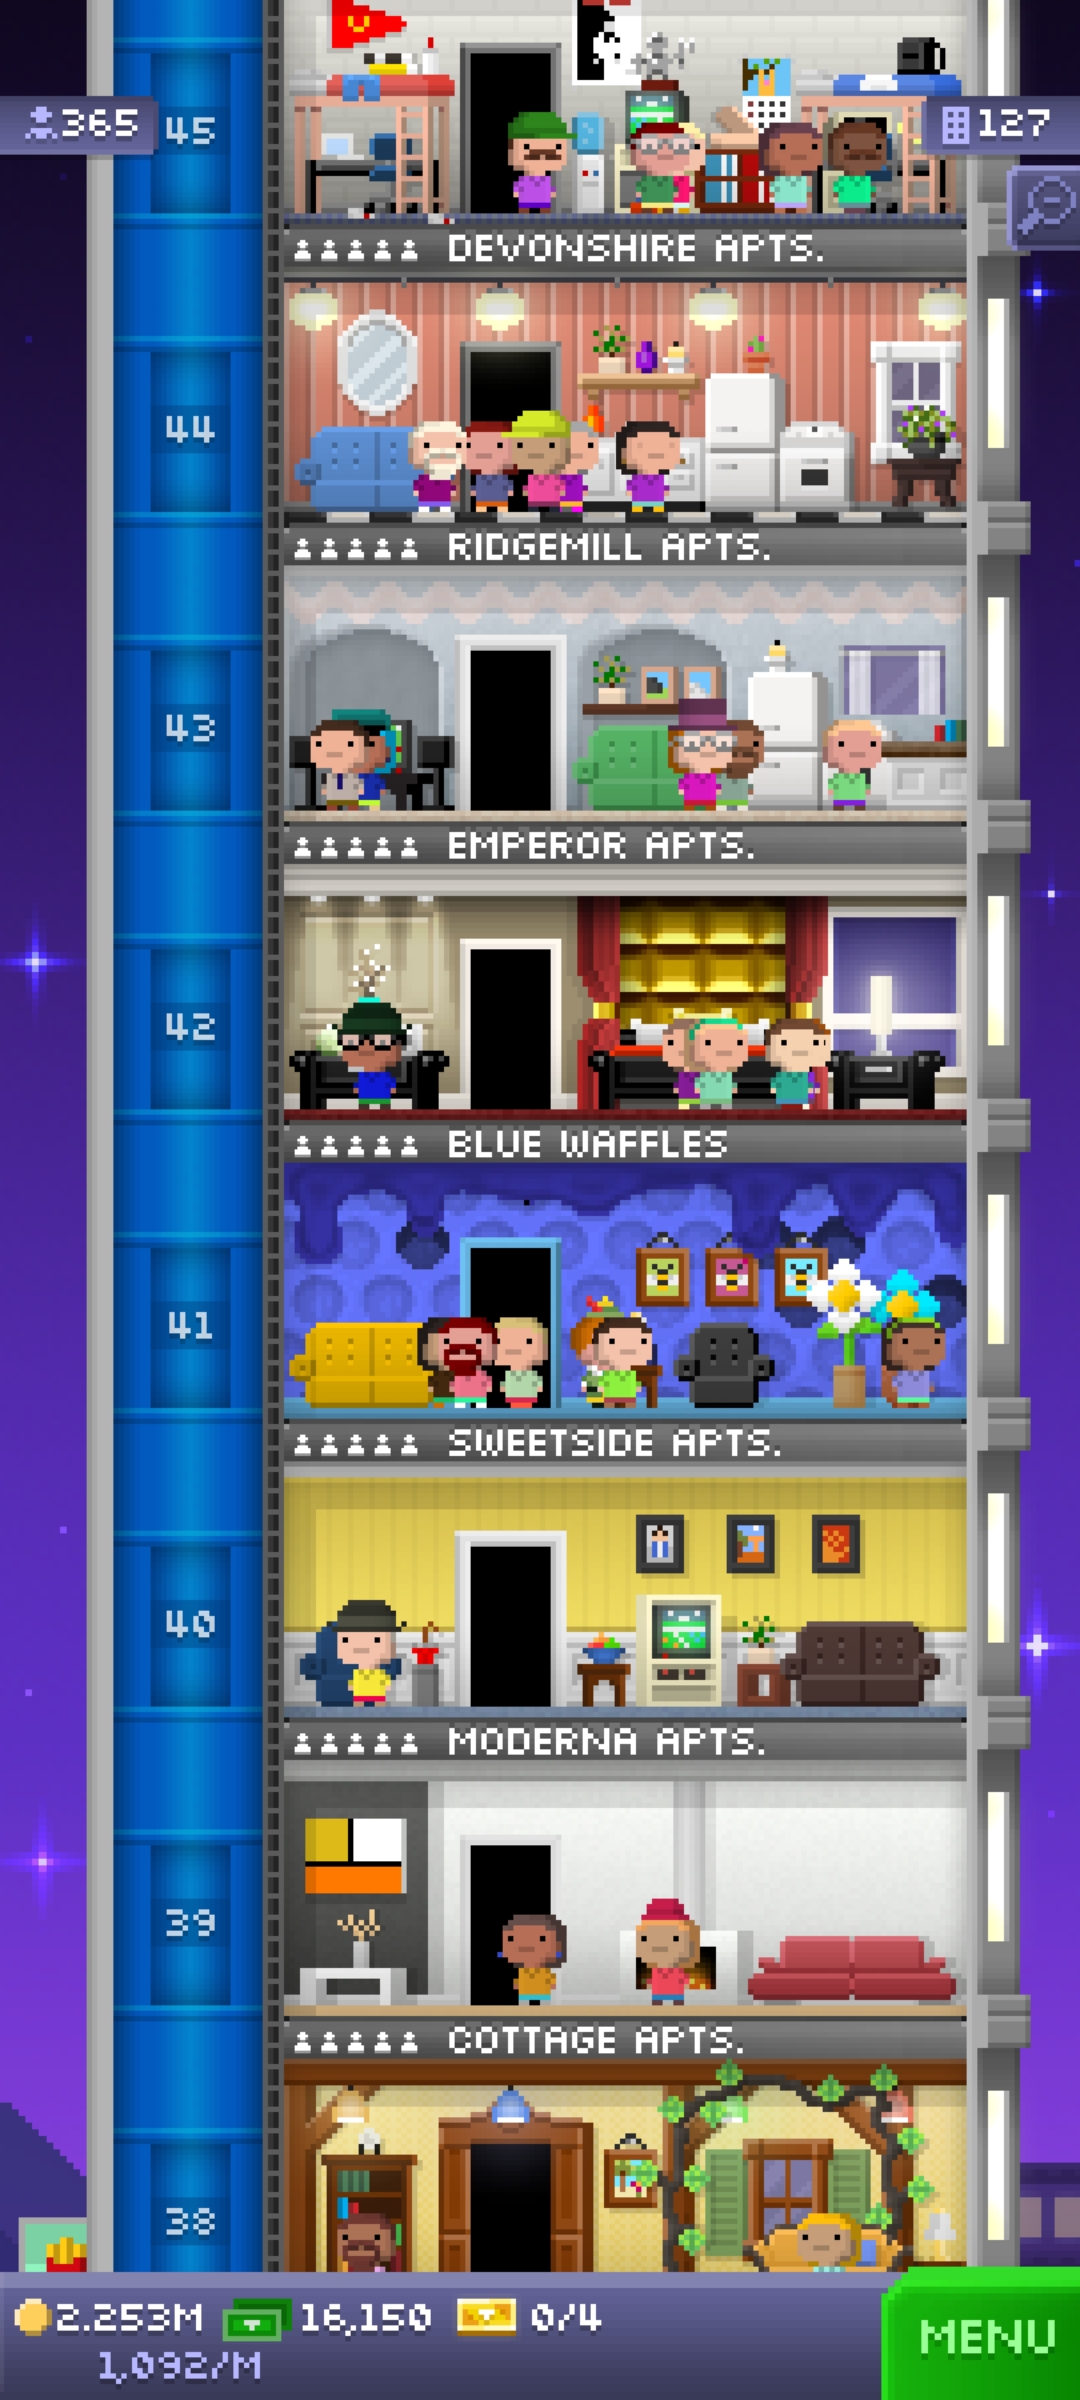 365
45
127
DEVONSHIRE APTS.
44
RIDGEMILL APTS.
43
EMPEROR APTS.
42
BLUE WAFFLES
41
SWEETSIDE APTS.
40
MODERNA APTS.
39
COTTAGE APTS.
38
2.253M 16,150 0/4
1,092/M
MENU